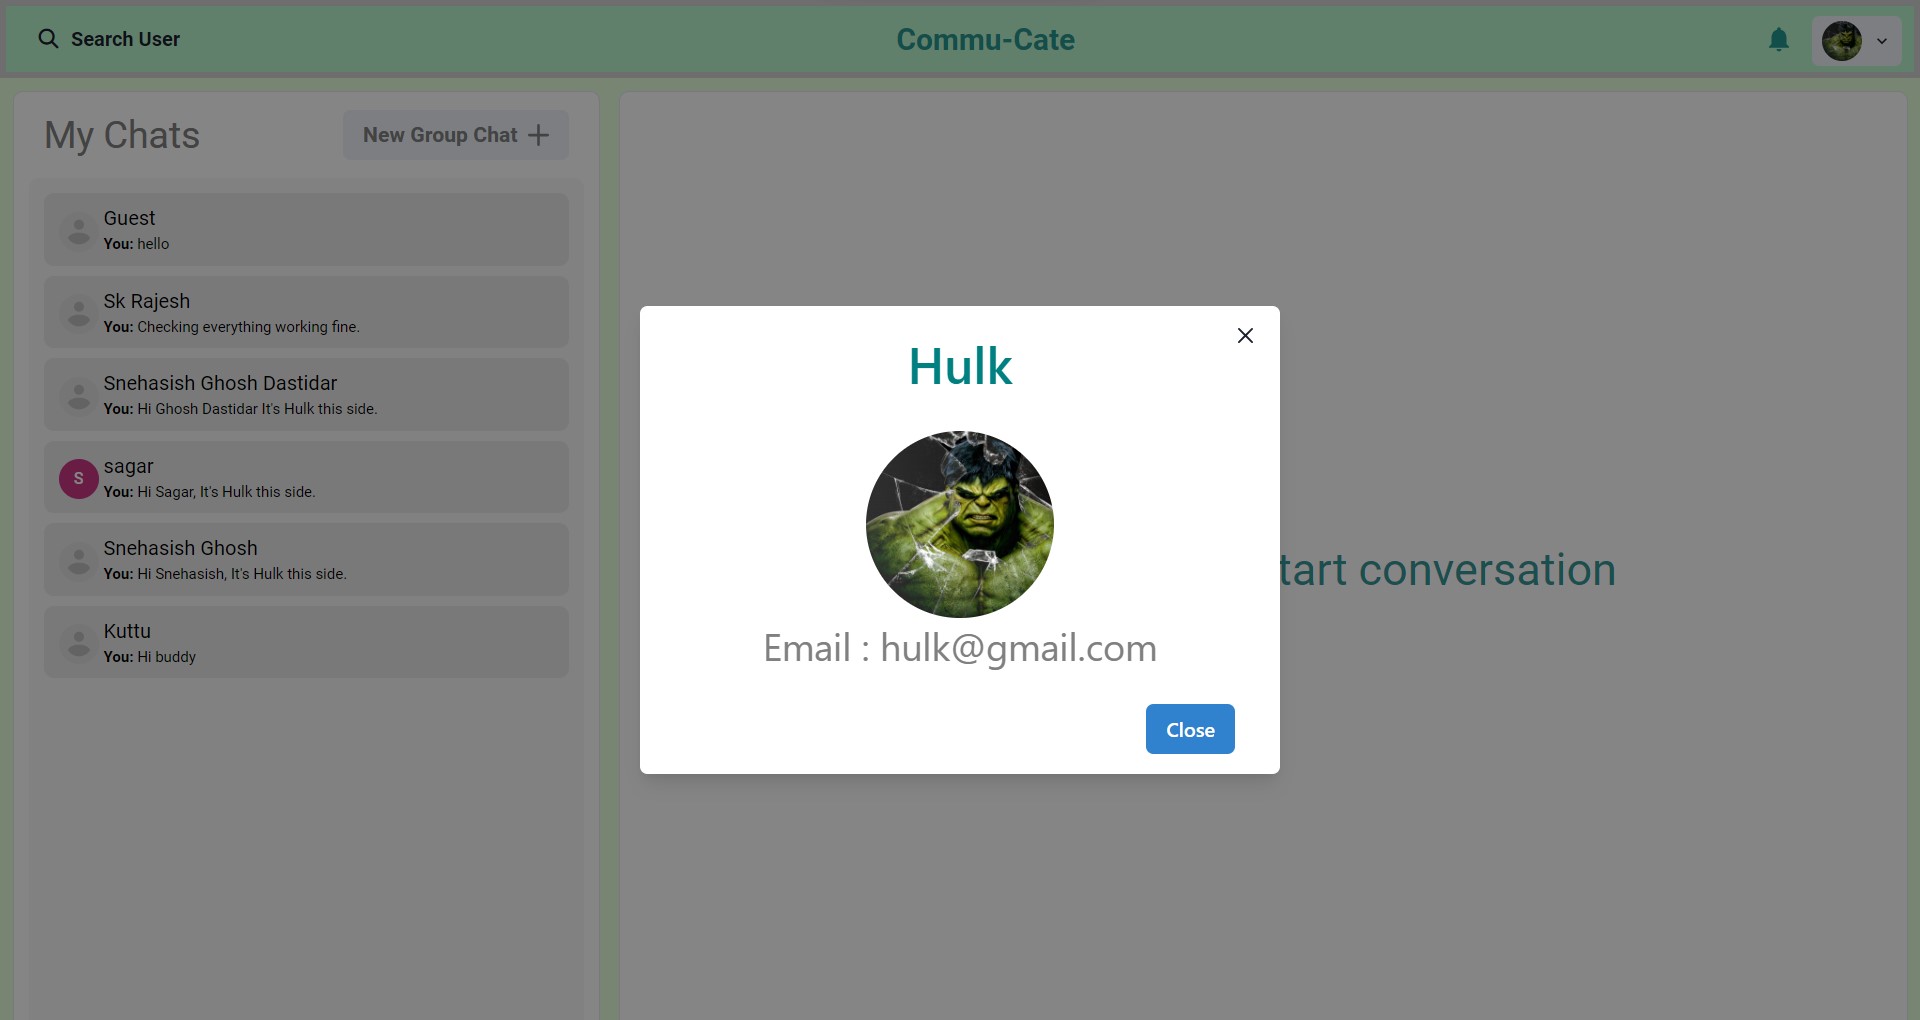 Search User
Commu-Cate
My Chats
New Group Chat
Guest
You: hello
Sk Rajesh
You: Checking everything working fine.
Snehasish Ghosh Dastidar
You: Hi Ghosh Dastidar It's Hulk this side.
S
sagar
You: Hi Sagar, It's Hulk this side.
Snehasish Ghosh
You: Hi Snehasish, It's Hulk this side.
Kuttu
You: Hi buddy
Hulk
Email : hulk@gmail.com
Close
conversation